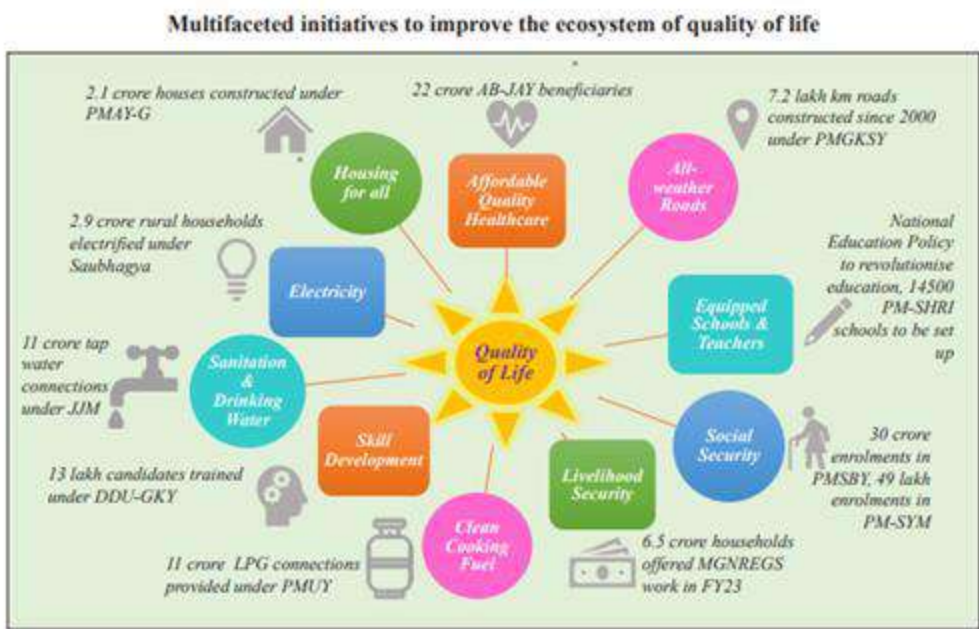 Multifaceted initiatives to improve the ecosystem of quality of life
2.1 crore houses constructed under
PMAY-G
22 crore AB-JAY beneficiaries
7.2 lakh km roads
constructed since 2000
under PMGKSY
Housing
for all
Affordable
Quality
Healthcare
All-
weather
Roads
2.9 crore rural households
electrified under
Saubhagya
Electricity
National
Education Policy
to revolutionise
education, 14500
PM-SHRI
schools to be set
up
Equipped
Schools &
Teachers
Quality
of Life
11 crore tap
water
connections
under JJM
Sanitation
&
Drinking
Water
Social
Security
30 crore
enrolments in
PMSBY, 49 lakh
enrolments in
PM-SYM
Skill
Development
13 lakh candidates trained
under DDU-GKY
Livelihood
Security
Clean
Cooking
Fuel
11 crore LPG connections
provided under PMUY
6.5 crore households
offered MGNREGS
work in FY23